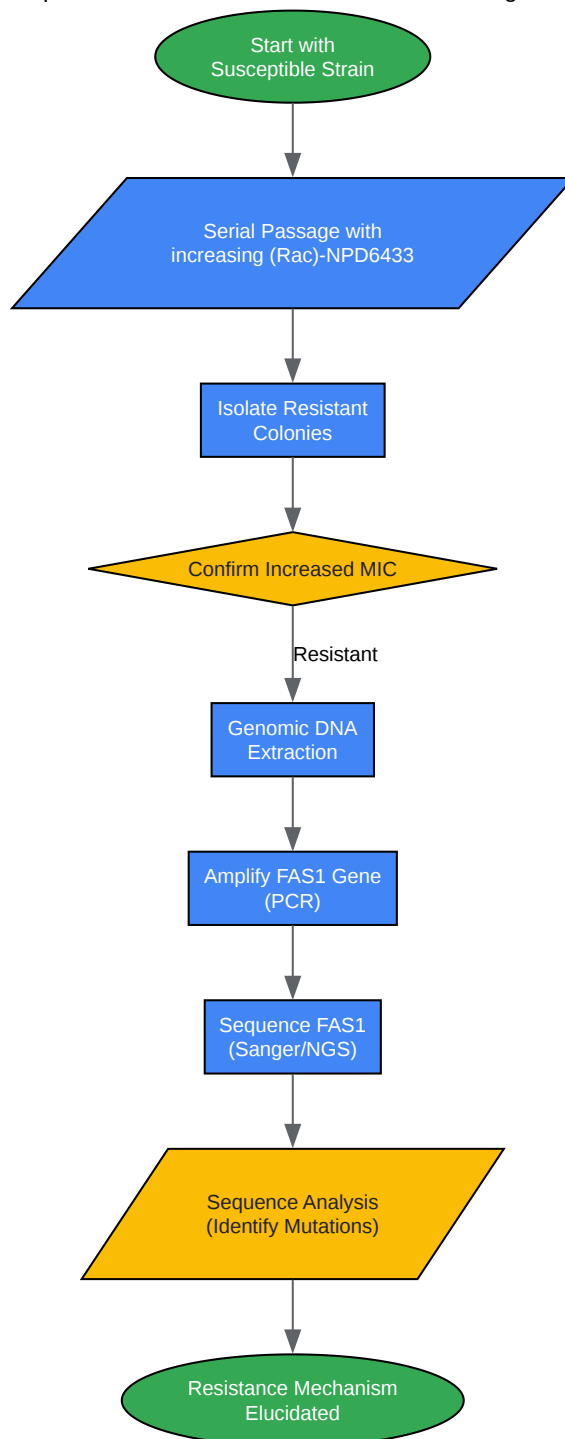 Start with
Susceptible Strain
Serial Passage with
increasing (Rac)-NPD6433
Isolate Resistant
Colonies
Confirm Increased MIC
Resistant
Genomic DNA
Extraction
Amplify FAS1 Gene
(PCR)
Sequence FAS1
(Sanger/NGS)
Sequence Analysis
(Identify Mutations)
Resistance Mechanism
Elucidated